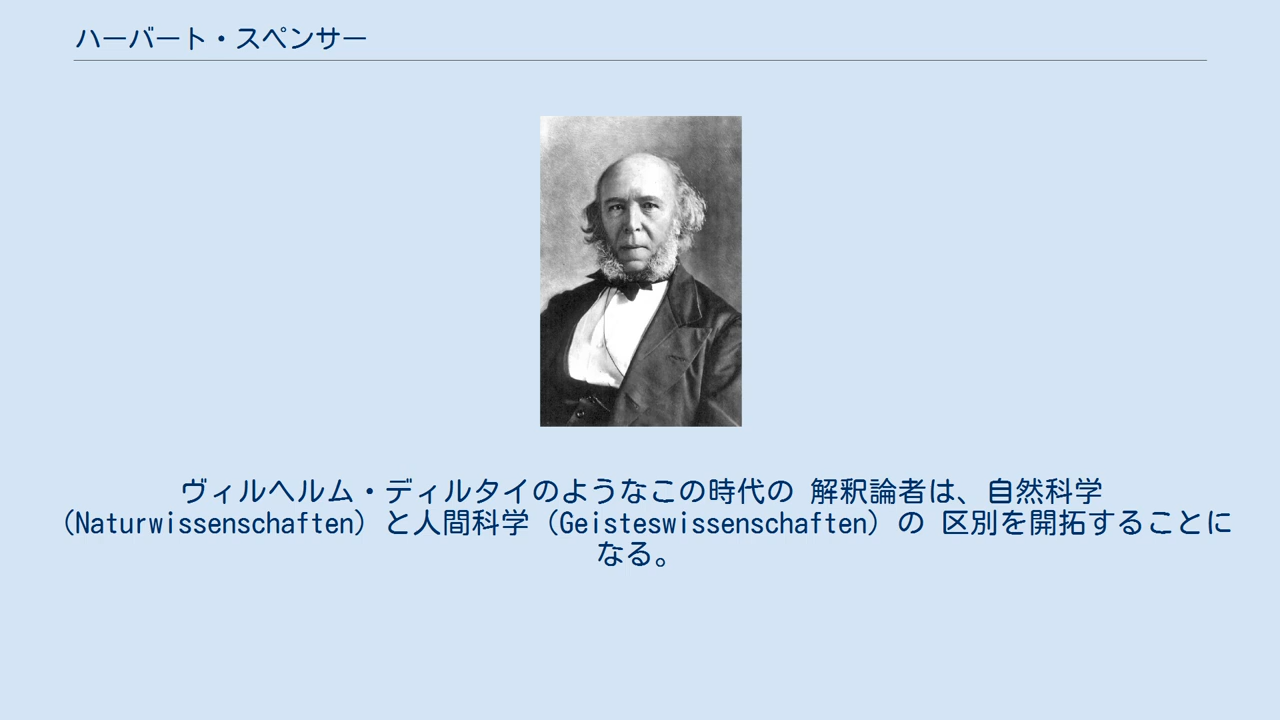 ハーバート・スペンサー
ヴィルヘルム・ディルタイのようなこの時代の 解釈論者は、自然科学
（Naturwissenschaften）と人間科学（Geisteswissenschaften）の 区別を開拓することに
なる。